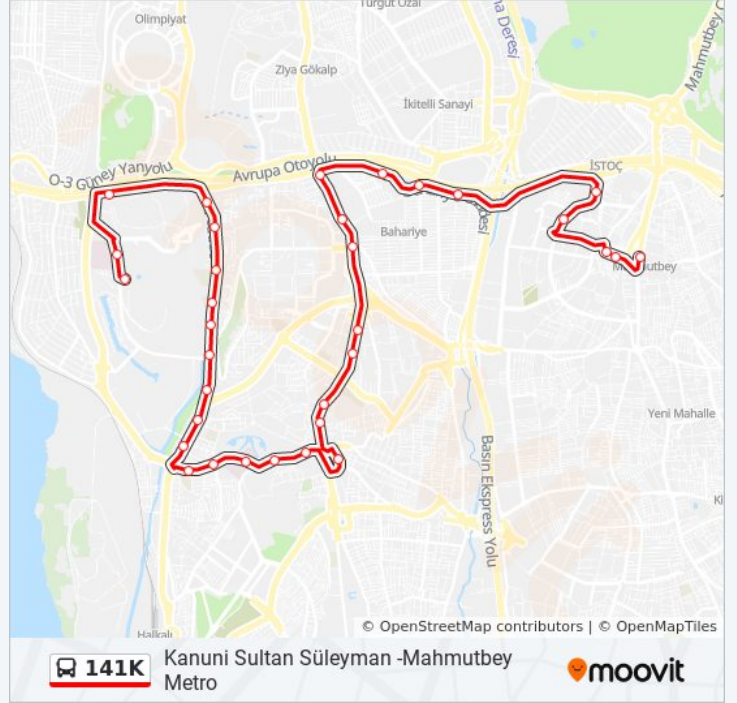 Turgut Özal
Olimpiyat
Ziya Gökalp
İkitelli Sanayi
Mahmutbey
O-3 Güney Yanyolu
Avrupa Otoyolu
İSTOÇ
Bahariye
Yeni Mahalle
Basın Ekspress Yolu
Halkalı
© OpenStreetMap contributors | © OpenMapTiles
141K
Kanuni Sultan Süleyman -Mahmutbey
Metro
moovit